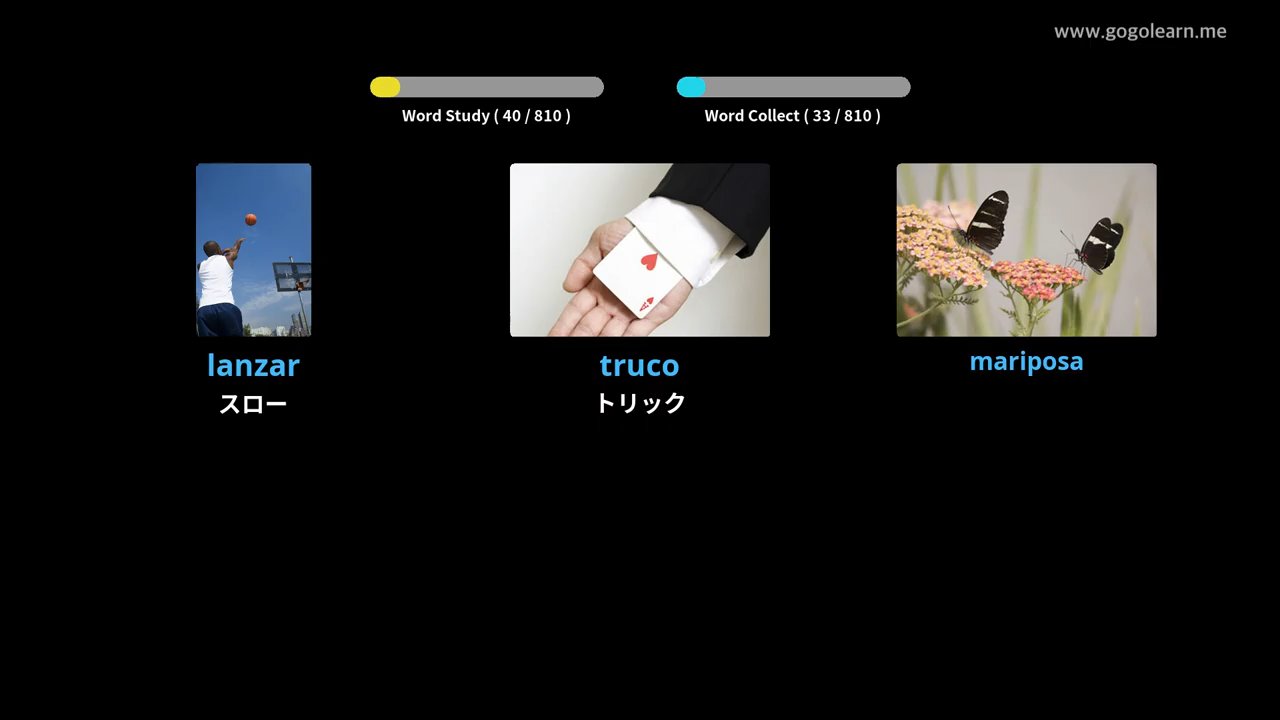 www.gogolearn.me
Word Study ( 40 / 810 )
Word Collect ( 33 / 810 )
lanzar
スロー
truco
トリック
mariposa